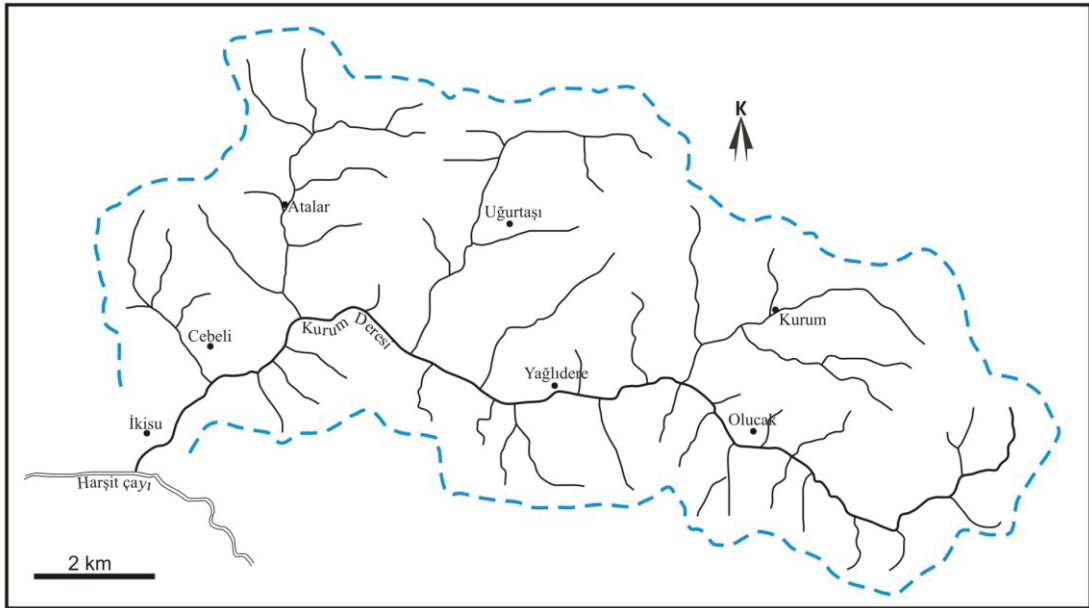 K
Atalar
Uğurtaşı
Kurum
Cebeli
Kurum Deresi
Yağlıdere
İkisu
Olucak
Harşit çayı
2 km